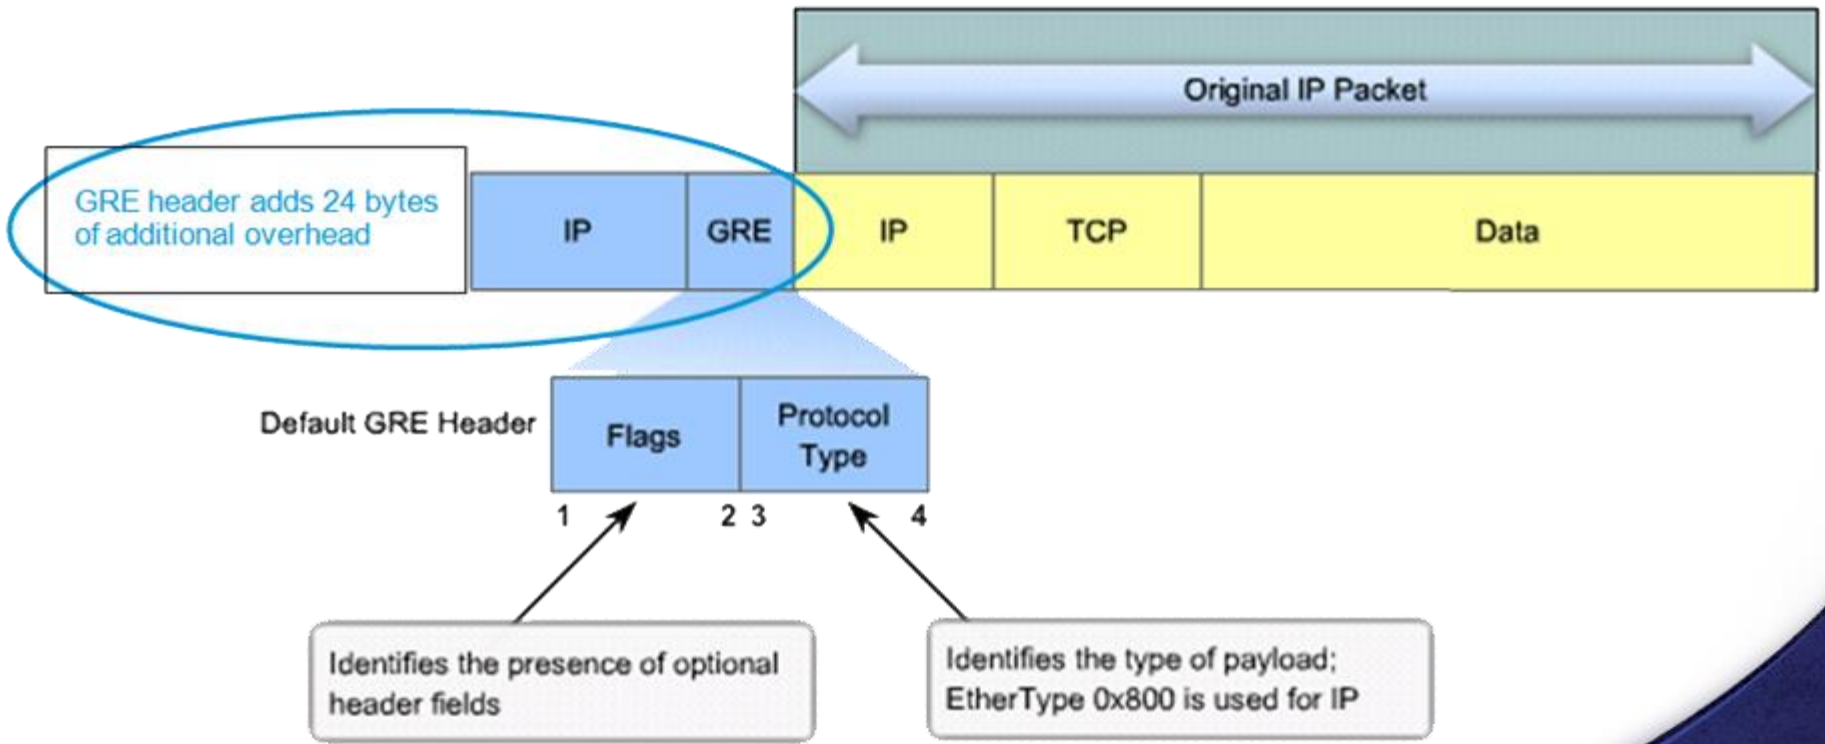 Original IP Packet
GRE header adds 24 bytes
of additional overhead
IP
GRE
IP
TCP
Data
Default GRE Header
Flags
Protocol
Type
1
2 3
4
Identifies the presence of optional
header fields
Identifies the type of payload;
EtherType 0x800 is used for IP